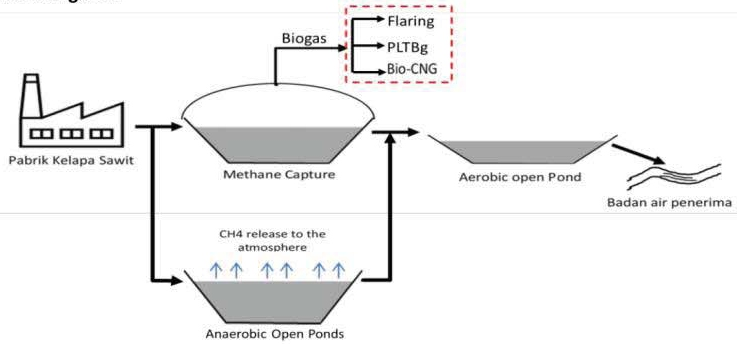 Flaring
Biogas
PLTBg
Bio-CNG
Pabrik Kelapa Sawit
Methane Capture
Aerobic open Pond
Badan air penerima
CH4 release to the
atmosphere
Anaerobic Open Ponds